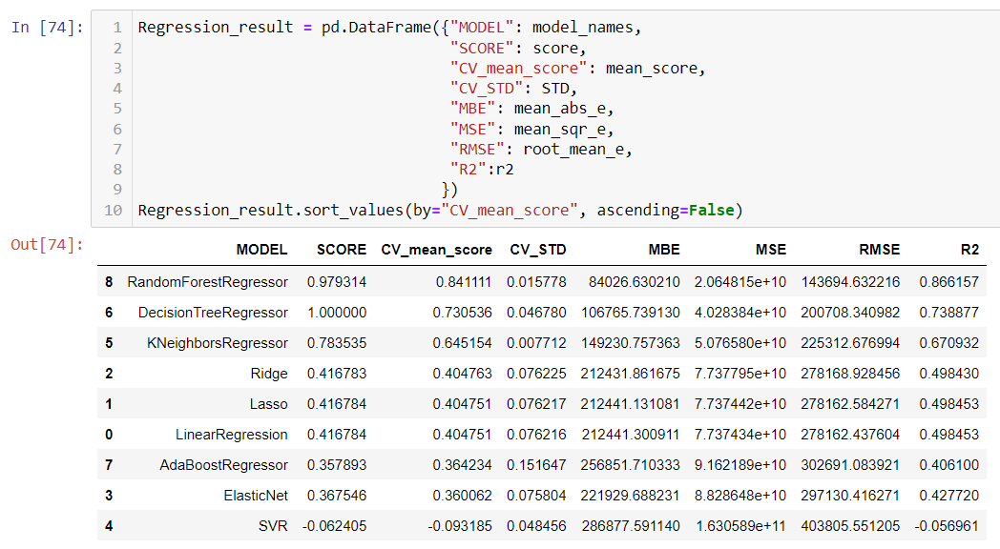 In [74]:
1 Regression_result = pd.DataFrame({"MODEL": model_names,
2 "SCORE": score,
3 "CV_mean_score": mean_score,
4 "CV_STD": STD,
5 "MBE": mean_abs_e,
6 "MSE": mean_sqr_e,
7 "RMSE": root_mean_e,
8 "R2":r2
9 })
10 Regression_result.sort_values(by="CV_mean_score", ascending=False)
Out[74]:
MODEL SCORE CV_mean_score CV_STD MBE MSE RMSE R2
8 RandomForestRegressor 0.979314 0.841111 0.015778 84026.630210 2.064815e+10 143694.632216 0.866157
6 DecisionTreeRegressor 1.000000 0.730536 0.046780 106765.739130 4.028384e+10 200708.340982 0.738877
5 KNeighborsRegressor 0.783535 0.645154 0.007712 149230.757363 5.076580e+10 225312.676994 0.670932
2 Ridge 0.416783 0.404763 0.076225 212431.861675 7.737795e+10 278168.928456 0.498430
1 Lasso 0.416784 0.404751 0.076217 212441.131081 7.737442e+10 278162.584271 0.498453
0 LinearRegression 0.416784 0.404751 0.076216 212441.300911 7.737434e+10 278162.437604 0.498453
7 AdaBoostRegressor 0.357893 0.364234 0.151647 256851.710333 9.162189e+10 302691.083921 0.406100
3 ElasticNet 0.367546 0.360062 0.075804 221929.688231 8.828648e+10 297130.416271 0.427720
4 SVR -0.062405 -0.093185 0.048456 286877.591140 1.630589e+11 403805.551205 -0.056961